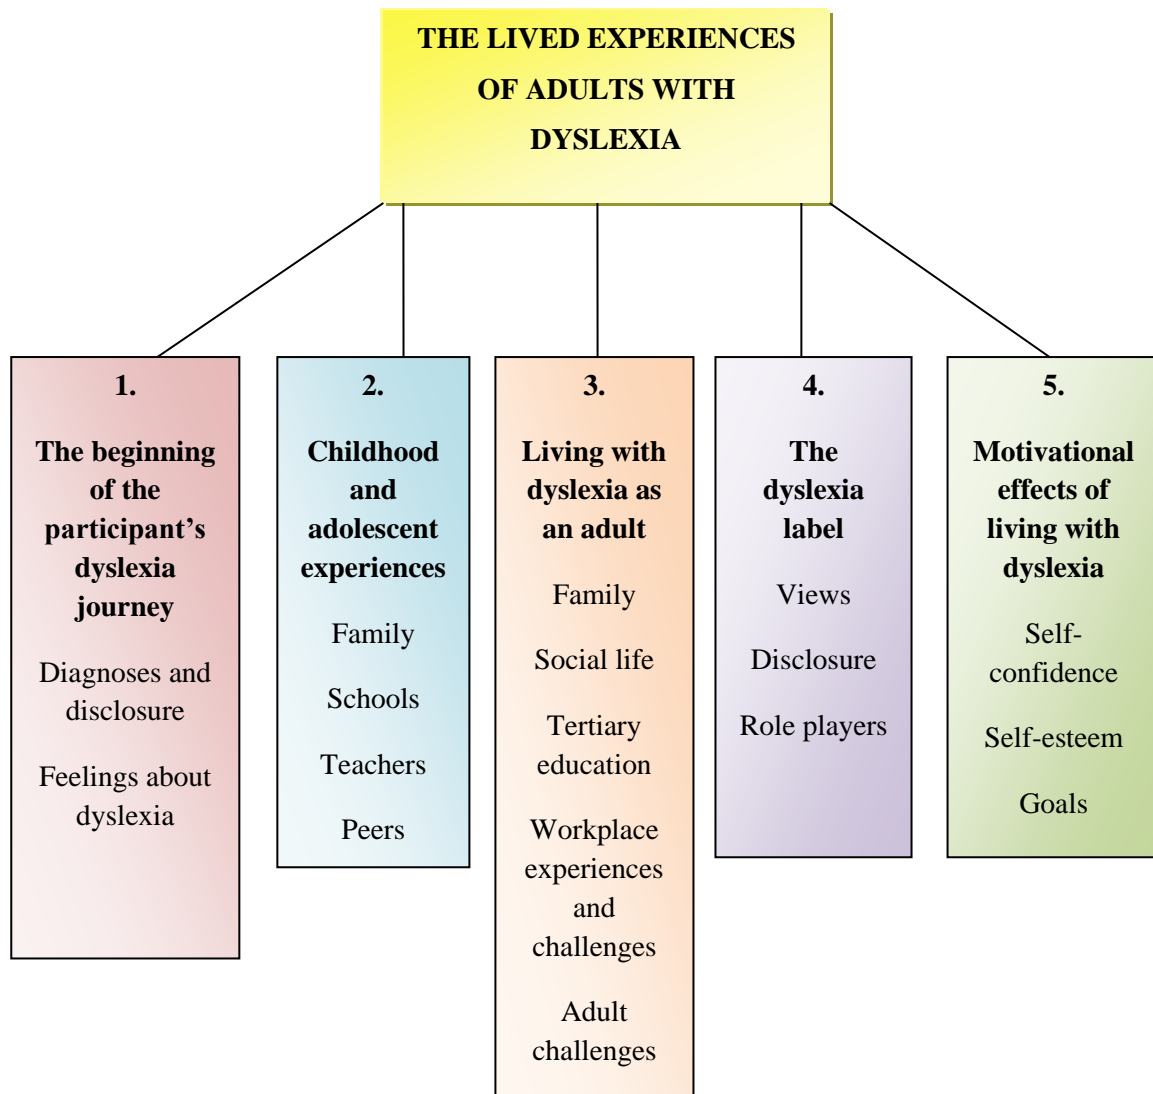 THE LIVED EXPERIENCES
OF ADULTS WITH
DYSLEXIA
1.
The beginning
of the
participant’s
dyslexia
journey
Diagnoses and
disclosure
Feelings about
dyslexia
2.
Childhood
and
adolescent
experiences
Family
Schools
Teachers
Peers
3.
Living with
dyslexia as
an adult
Family
Social life
Tertiary
education
Workplace
experiences
and
challenges
Adult
challenges
4.
The
dyslexia
label
Views
Disclosure
Role players
5.
Motivational
effects of
living with
dyslexia
Self-
confidence
Self-esteem
Goals